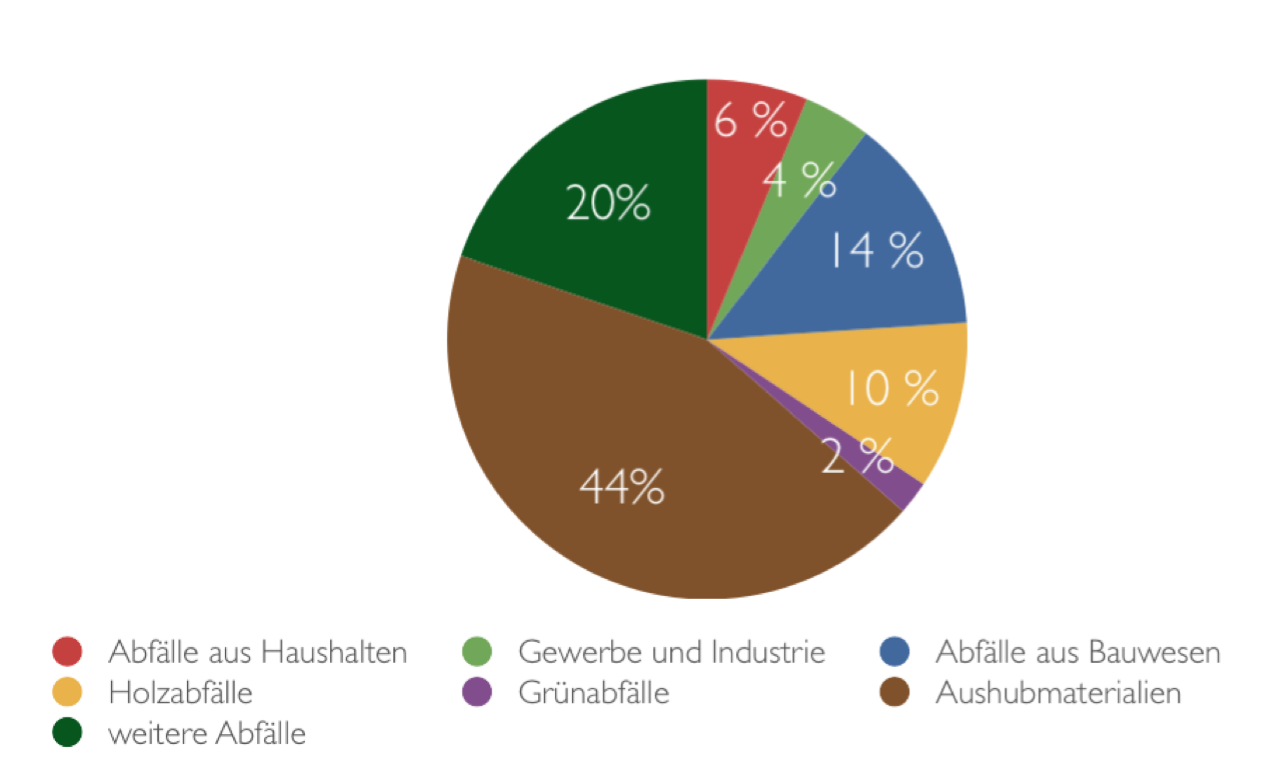 6 %
4 %
20%
14 %
10 %
2 %
44%
Abfälle aus Haushalten
Gewerbe und Industrie
Abfälle aus Bauwesen
Holzabfälle
Grünabfälle
Aushubmaterialien
weitere Abfälle